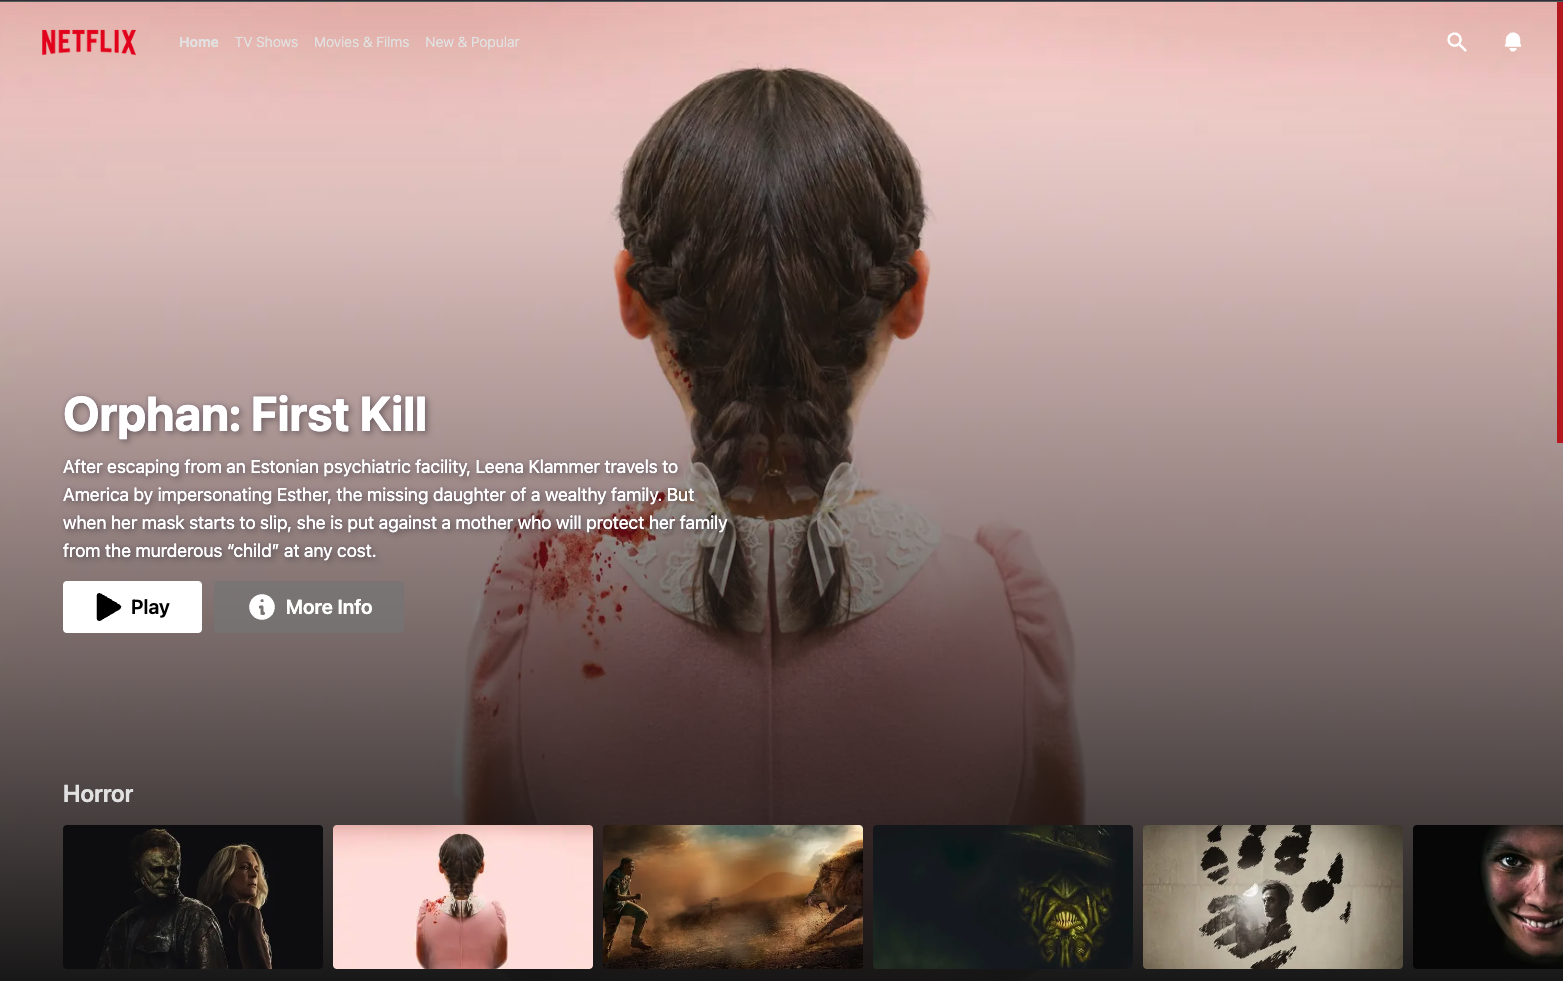 NETFLIX
Home TV Shows Movies & Films New & Popular
Orphan: First Kill
After escaping from an Estonian psychiatric facility, Leena Klammer travels to
America by impersonating Esther, the missing daughter of a wealthy family. But
when her mask starts to slip, she is put against a mother who will protect her family
from the murderous “child” at any cost.
Play More Info
Horror